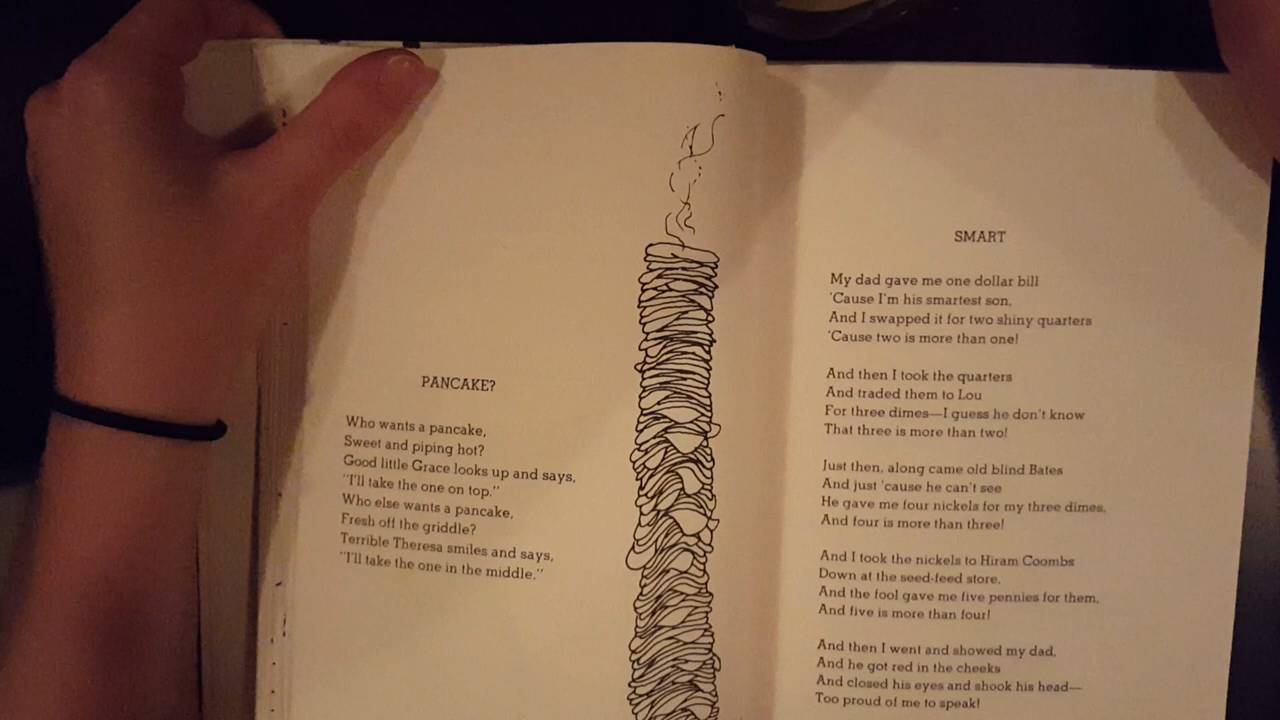 PANCAKE?
Who wants a pancake,
Sweet and piping hot?
Good little Grace looks up and says,
"I'll take the one on top."
Who else wants a pancake,
Fresh off the griddle?
Terrible Theresa smiles and says,
"I'll take the one in the middle."
SMART
My dad gave me one dollar bill
'Cause I'm his smartest son,
And I swapped it for two shiny quarters
'Cause two is more than one!
And then I took the quarters
And traded them to Lou
For three dimes—I guess he don't know
That three is more than two!
Just then, along came old blind Bates
And just 'cause he can't see
He gave me four nickels for my three dimes,
And four is more than three!
And I took the nickels to Hiram Coombs
Down at the seed-feed store,
And the fool gave me five pennies for them,
And five is more than four!
And then I went and showed my dad,
And he got red in the cheeks
And closed his eyes and shook his head—
Too proud of me to speak!